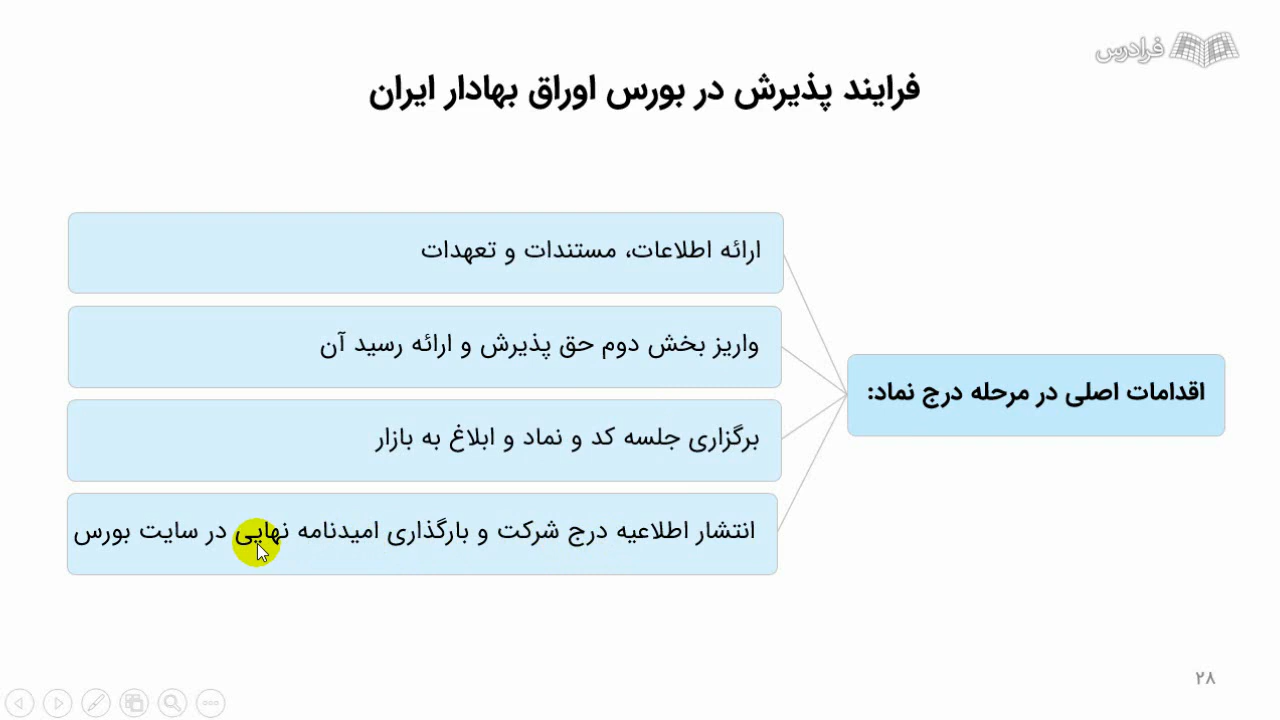 فرادرس
فرایند پذیرش در بورس اوراق بهادار ایران
اقدامات اصلی در مرحله درج نماد:
ارائه اطلاعات، مستندات و تعهدات
واریز بخش دوم حق پذیرش و ارائه رسید آن
برگزاری جلسه کد و نماد و ابلاغ به بازار
انتشار اطلاعیه درج شرکت و بارگذاری امیدنامه نهایی در سایت بورس
۲۸